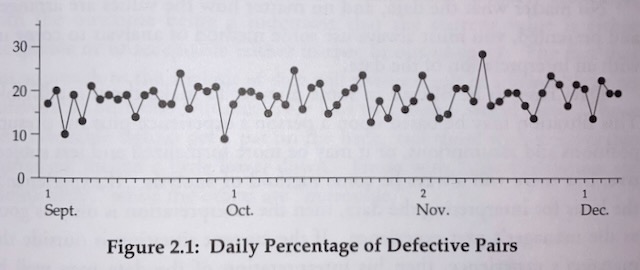 30
20
10
0
1 1 2 1
Sept. Oct. Nov. Dec.
Figure 2.1: Daily Percentage of Defective Pairs